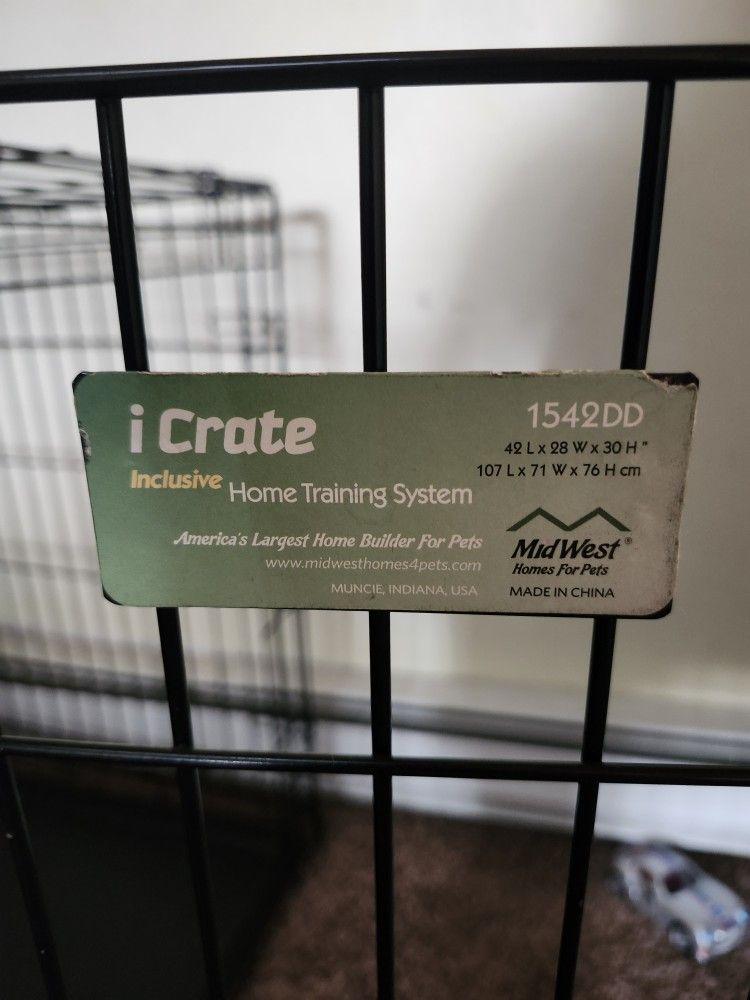 i Crate
Inclusive Home Training System
1542DD
42 L x 28 W x 30 H "
107 L x 71 W x 76 H cm
America's Largest Home Builder For Pets
www.midwesthomes4pets.com
MUNCIE, INDIANA, USA
MidWest®
Homes For Pets
MADE IN CHINA